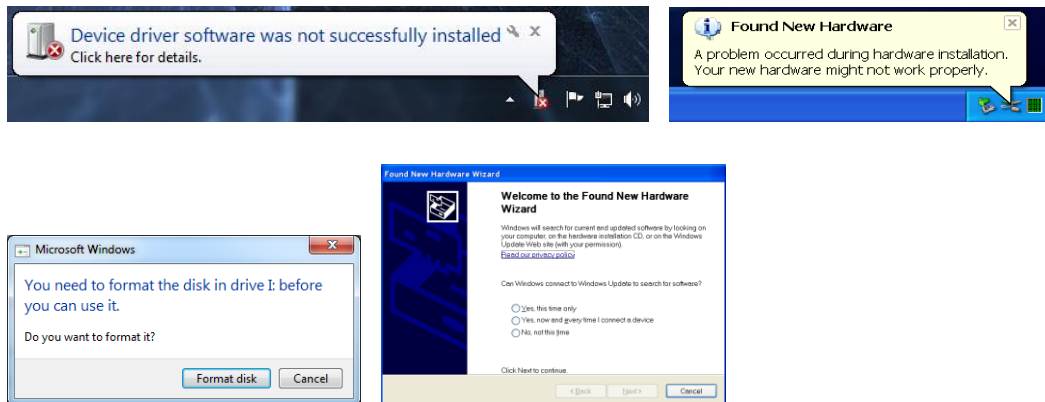 Device driver software was not successfully installed
Click here for details.
Found New Hardware
A problem occurred during hardware installation.
Your new hardware might not work properly.
Microsoft Windows
You need to format the disk in drive I: before
you can use it.
Do you want to format it?
Format disk
Cancel
Found New Hardware Wizard
Welcome to the Found New Hardware
Wizard
Windows will search for current and updated software by looking on
your computer, on the hardware installation CD, or on the Windows
Update Web site (with your permission).
Read our privacy policy
Can Windows connect to Windows Update to search for software?
Yes, this time only
Yes, now and every time I connect a device
No, not this time
Click Next to continue.
< Back
Next >
Cancel